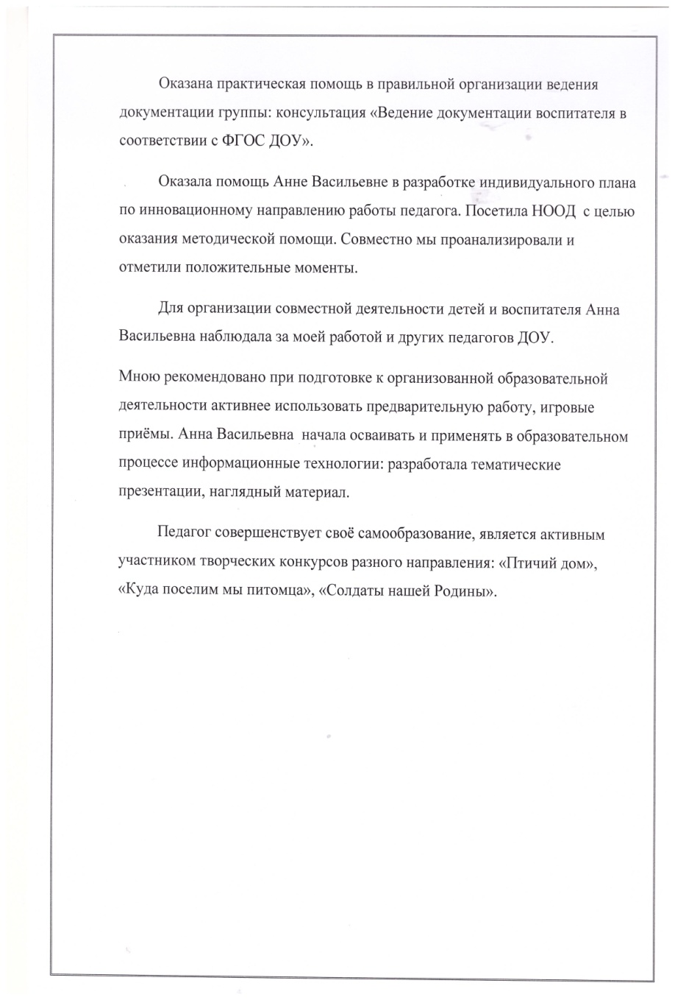 Оказана практическая помощь в правильной организации ведения
документации группы: консультация «Ведение документации воспитателя в
соответствии с ФГОС ДОУ».
Оказала помощь Анне Васильевне в разработке индивидуального плана
по инновационному направлению работы педагога. Посетила НООД с целью
оказания методической помощи. Совместно мы проанализировали и
отметили положительные моменты.
Для организации совместной деятельности детей и воспитателя Анна
Васильевна наблюдала за моей работой и других педагогов ДОУ.
Мною рекомендовано при подготовке к организованной образовательной
деятельности активнее использовать предварительную работу, игровые
приёмы. Анна Васильевна начала осваивать и применять в образовательном
процессе информационные технологии: разработала тематические
презентации, наглядный материал.
Педагог совершенствует своё самообразование, является активным
участником творческих конкурсов разного направления: «Птичий дом»,
«Куда поселим мы питомца», «Солдаты нашей Родины».